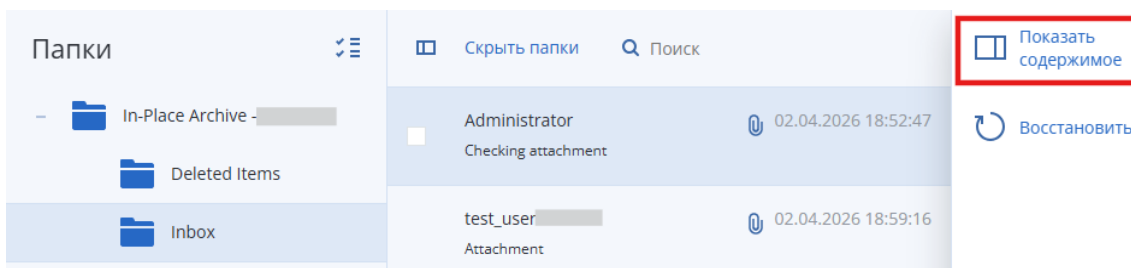 Папки
Скрыть папки
Поиск
Показать
содержимое
In-Place Archive -
Administrator
02.04.2026 18:52:47
Checking attachment
Восстановить
Deleted Items
Inbox
test_user
02.04.2026 18:59:16
Attachment